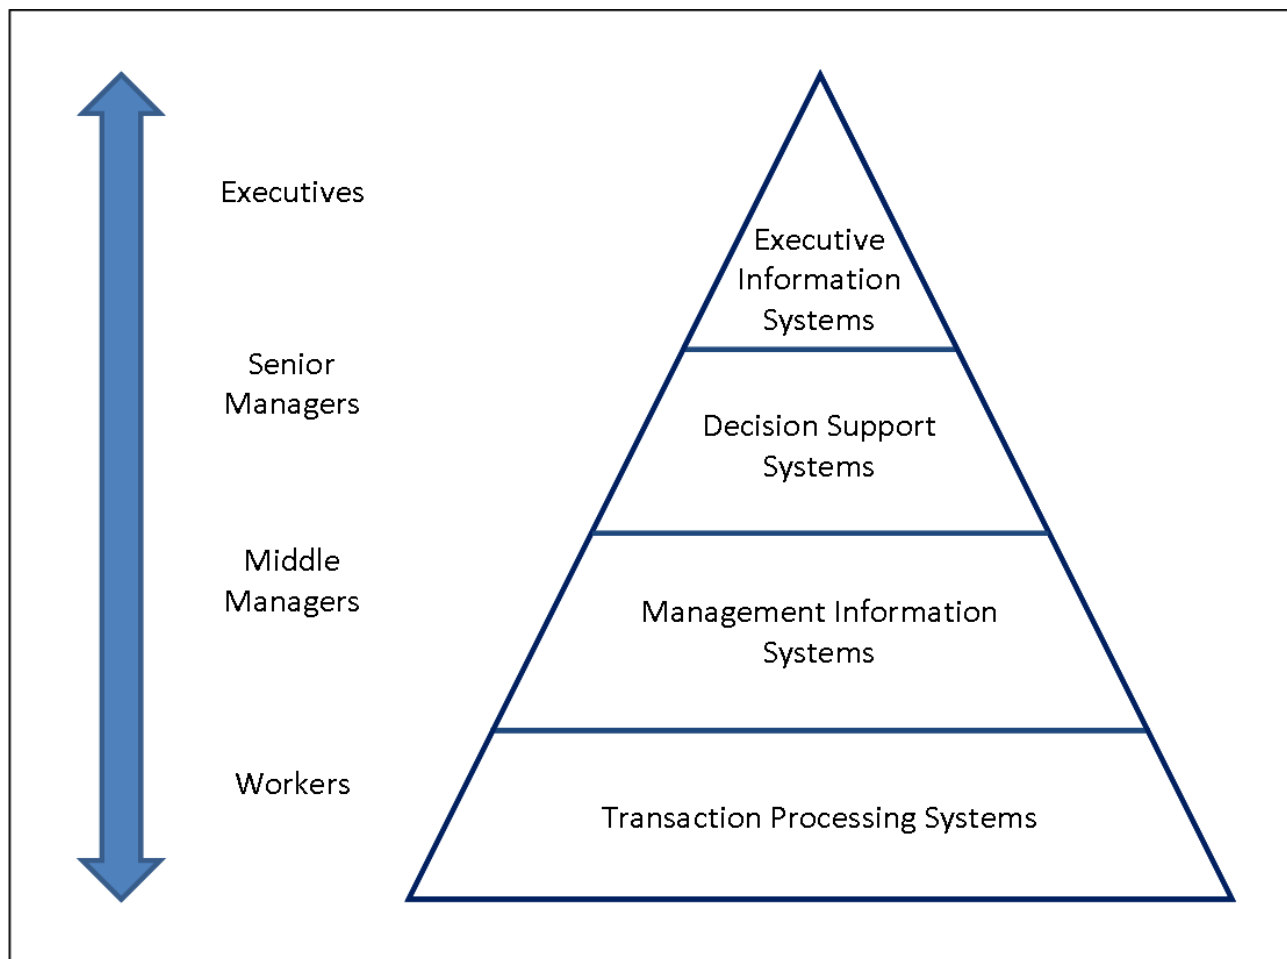 Executives
Executive
Information
Systems
Senior
Managers
Decision Support
Systems
Middle
Managers
Management Information
Systems
Workers
Transaction Processing Systems